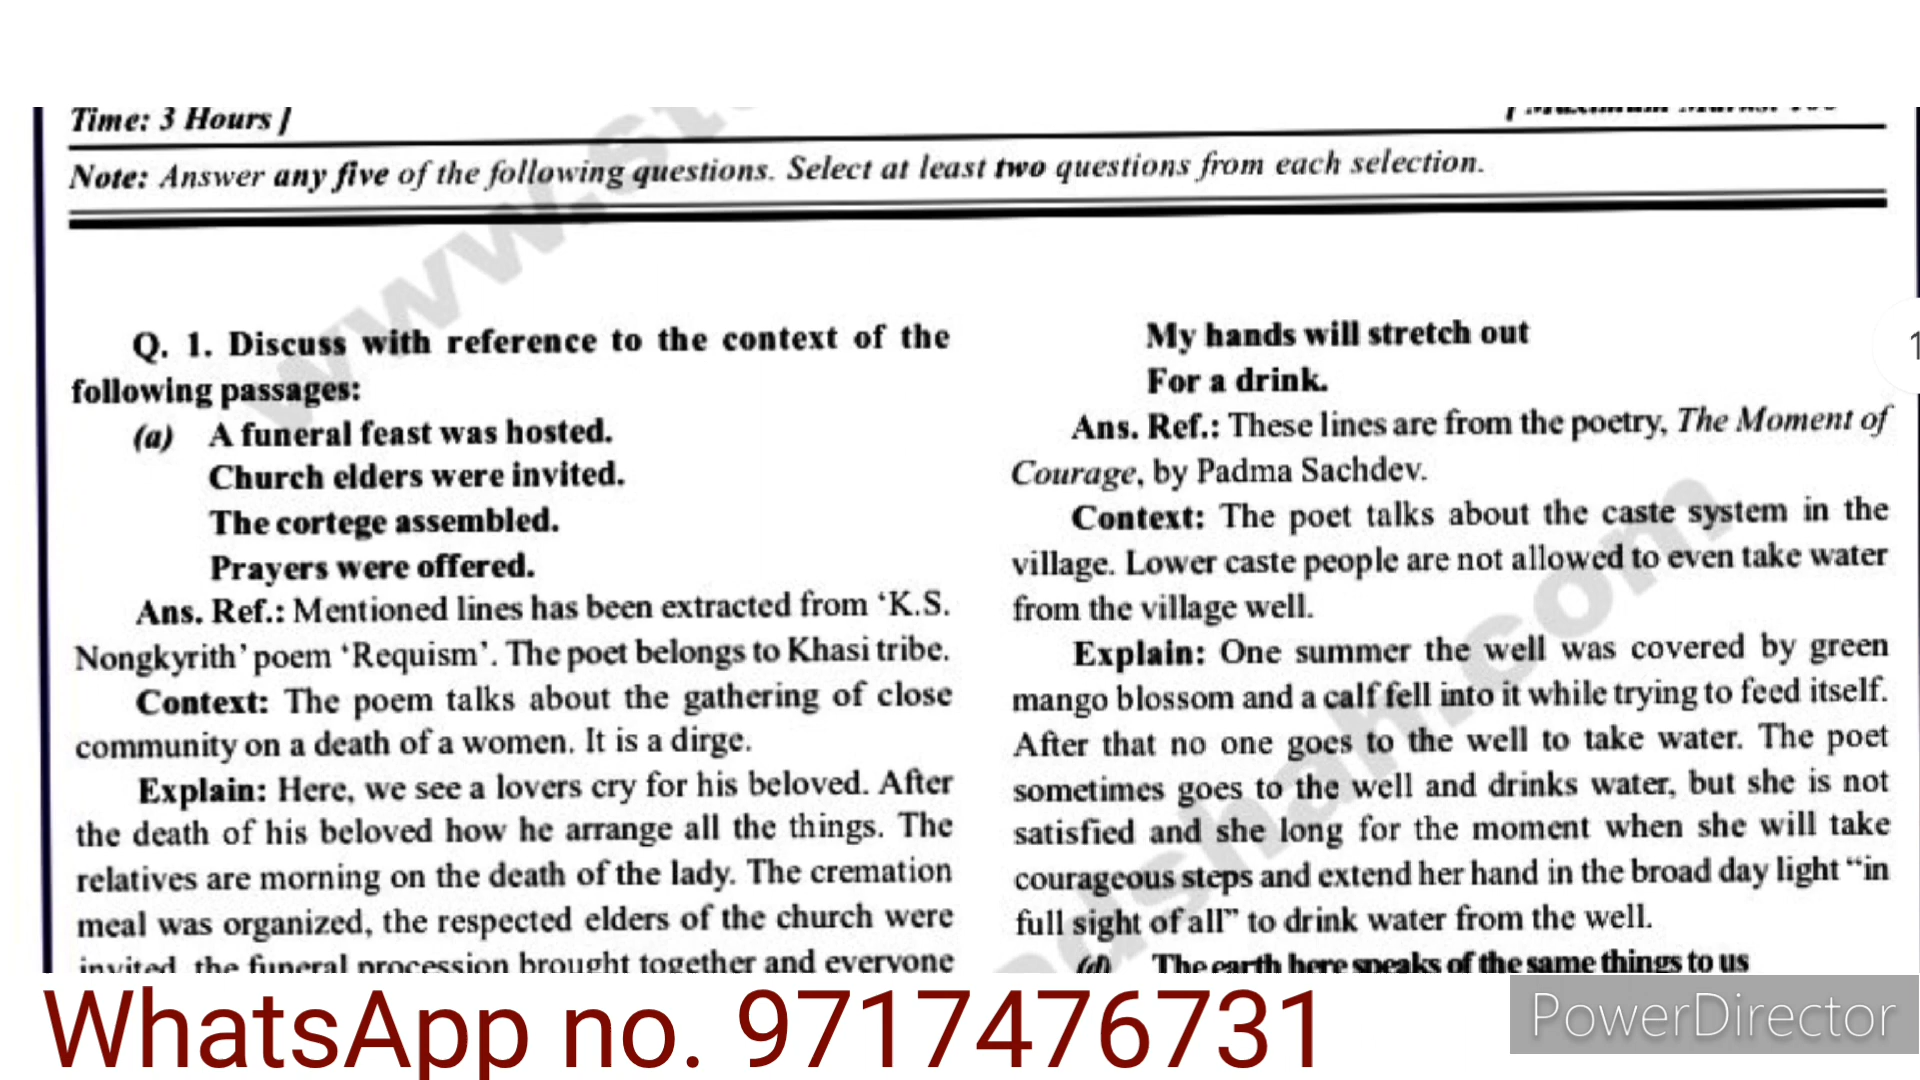 Time: 3 Hours ]
Note: Answer any five of the following questions. Select at least two questions from each selection.
Q. 1. Discuss with reference to the context of the
following passages:
(a) A funeral feast was hosted.
Church elders were invited.
The cortege assembled.
Prayers were offered.
Ans. Ref.: Mentioned lines has been extracted from ‘K.S.
Nongkyrith’ poem ‘Requism’. The poet belongs to Khasi tribe.
Context: The poem talks about the gathering of close
community on a death of a women. It is a dirge.
Explain: Here, we see a lovers cry for his beloved. After
the death of his beloved how he arrange all the things. The
relatives are morning on the death of the lady. The cremation
meal was organized, the respected elders of the church were
invited, the funeral procession brought together and everyone
My hands will stretch out
For a drink.
Ans. Ref.: These lines are from the poetry, The Moment of
Courage, by Padma Sachdev.
Context: The poet talks about the caste system in the
village. Lower caste people are not allowed to even take water
from the village well.
Explain: One summer the well was covered by green
mango blossom and a calf fell into it while trying to feed itself.
After that no one goes to the well to take water. The poet
sometimes goes to the well and drinks water, but she is not
satisfied and she long for the moment when she will take
courageous steps and extend her hand in the broad day light “in
full sight of all” to drink water from the well.
(d) The earth here speaks of the same things to us
1
WhatsApp no. 9717476731
PowerDirector